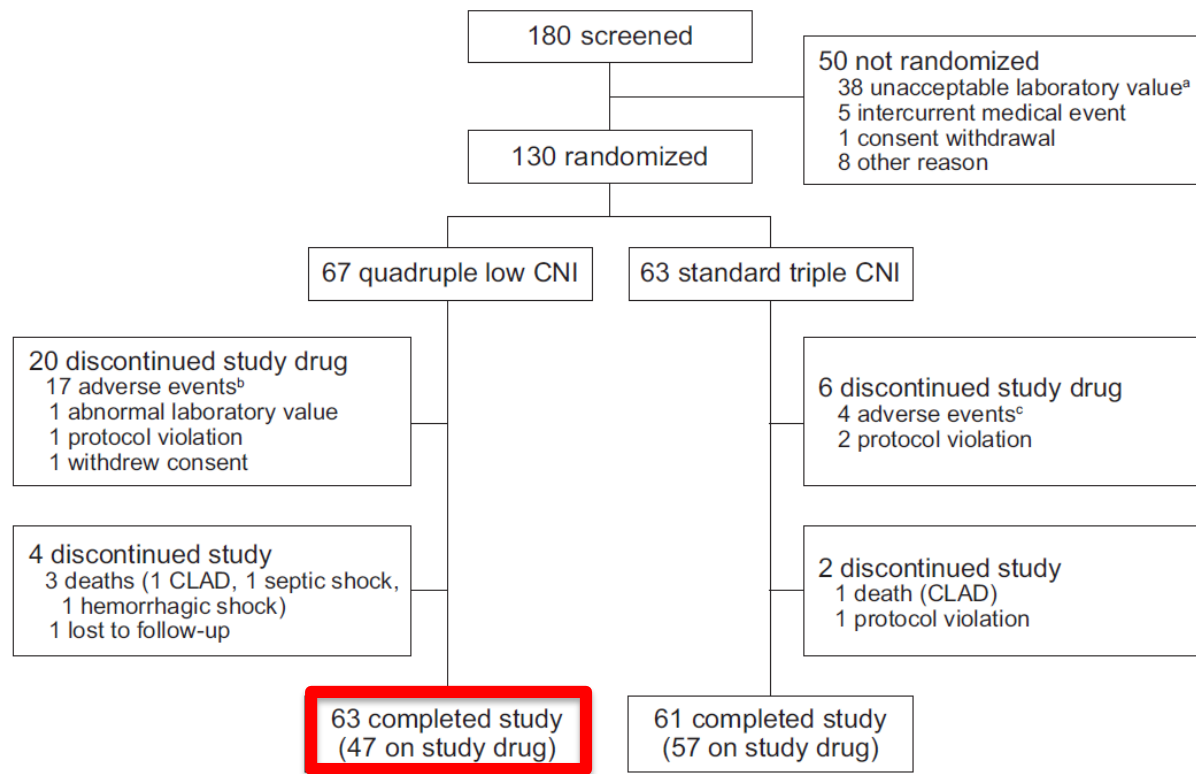 180 screened
50 not randomized
38 unacceptable laboratory valueᵃ
5 intercurrent medical event
1 consent withdrawal
8 other reason
130 randomized
67 quadruple low CNI
63 standard triple CNI
20 discontinued study drug
17 adverse eventsᵇ
1 abnormal laboratory value
1 protocol violation
1 withdrew consent
6 discontinued study drug
4 adverse eventsᶜ
2 protocol violation
4 discontinued study
3 deaths (1 CLAD, 1 septic shock,
1 hemorrhagic shock)
1 lost to follow-up
2 discontinued study
1 death (CLAD)
1 protocol violation
63 completed study
(47 on study drug)
61 completed study
(57 on study drug)